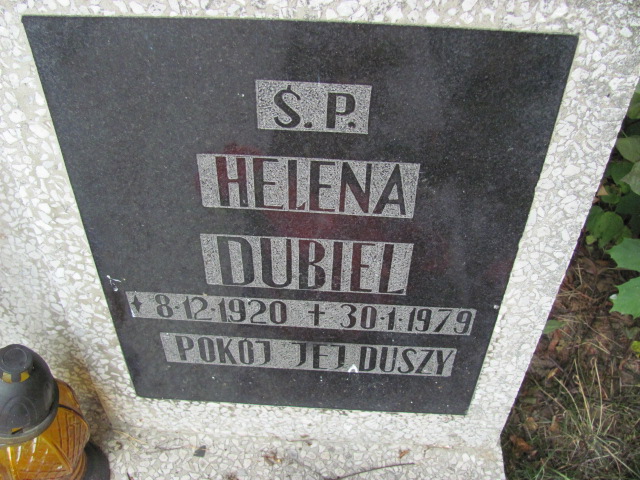 Ś.P.
HELENA
DUBIEL
* 8·12·1920 + 30·1·1979
POKÓJ JEJ DUSZY